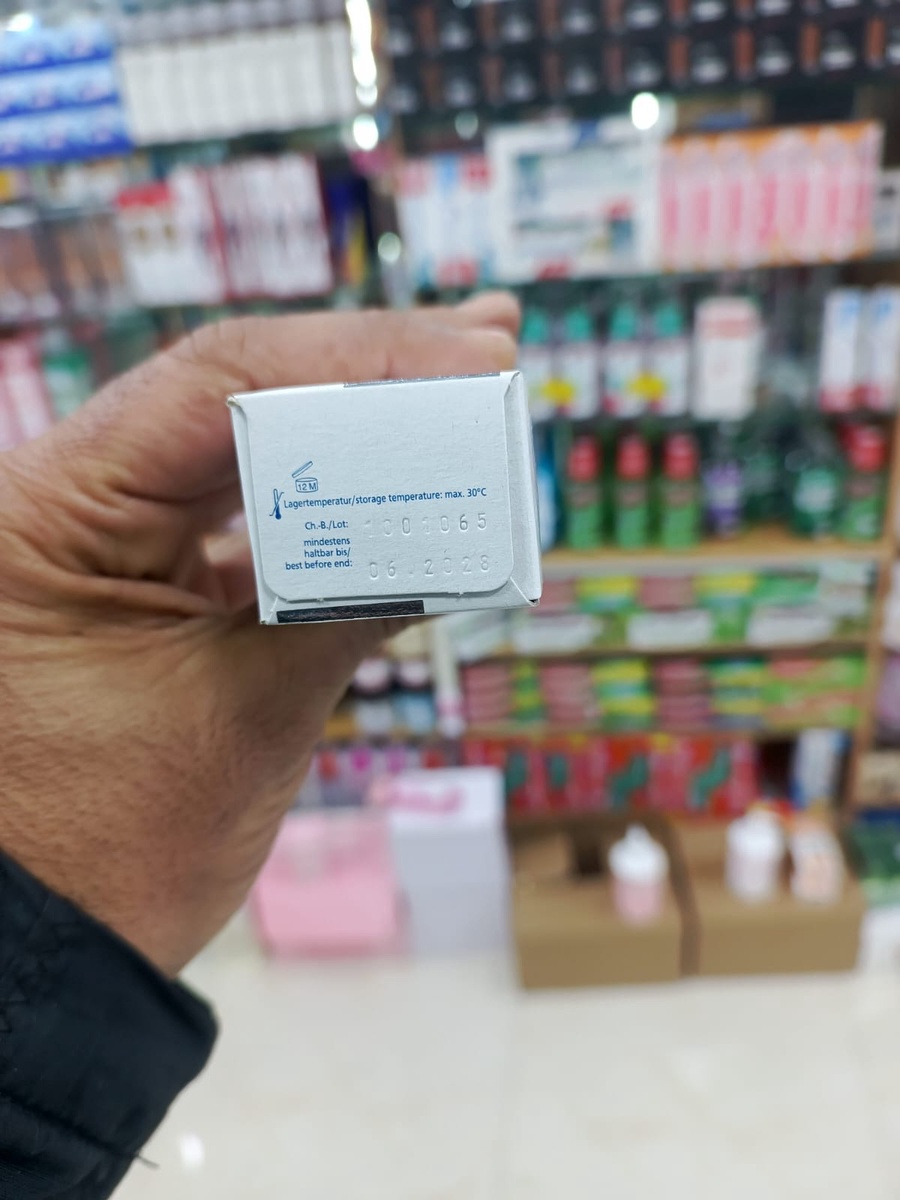 12 M
Lagertemperatur/storage temperature: max. 30°C
Ch.-B./Lot: 1001065
mindestens
haltbar bis/
best before end: 06.2028